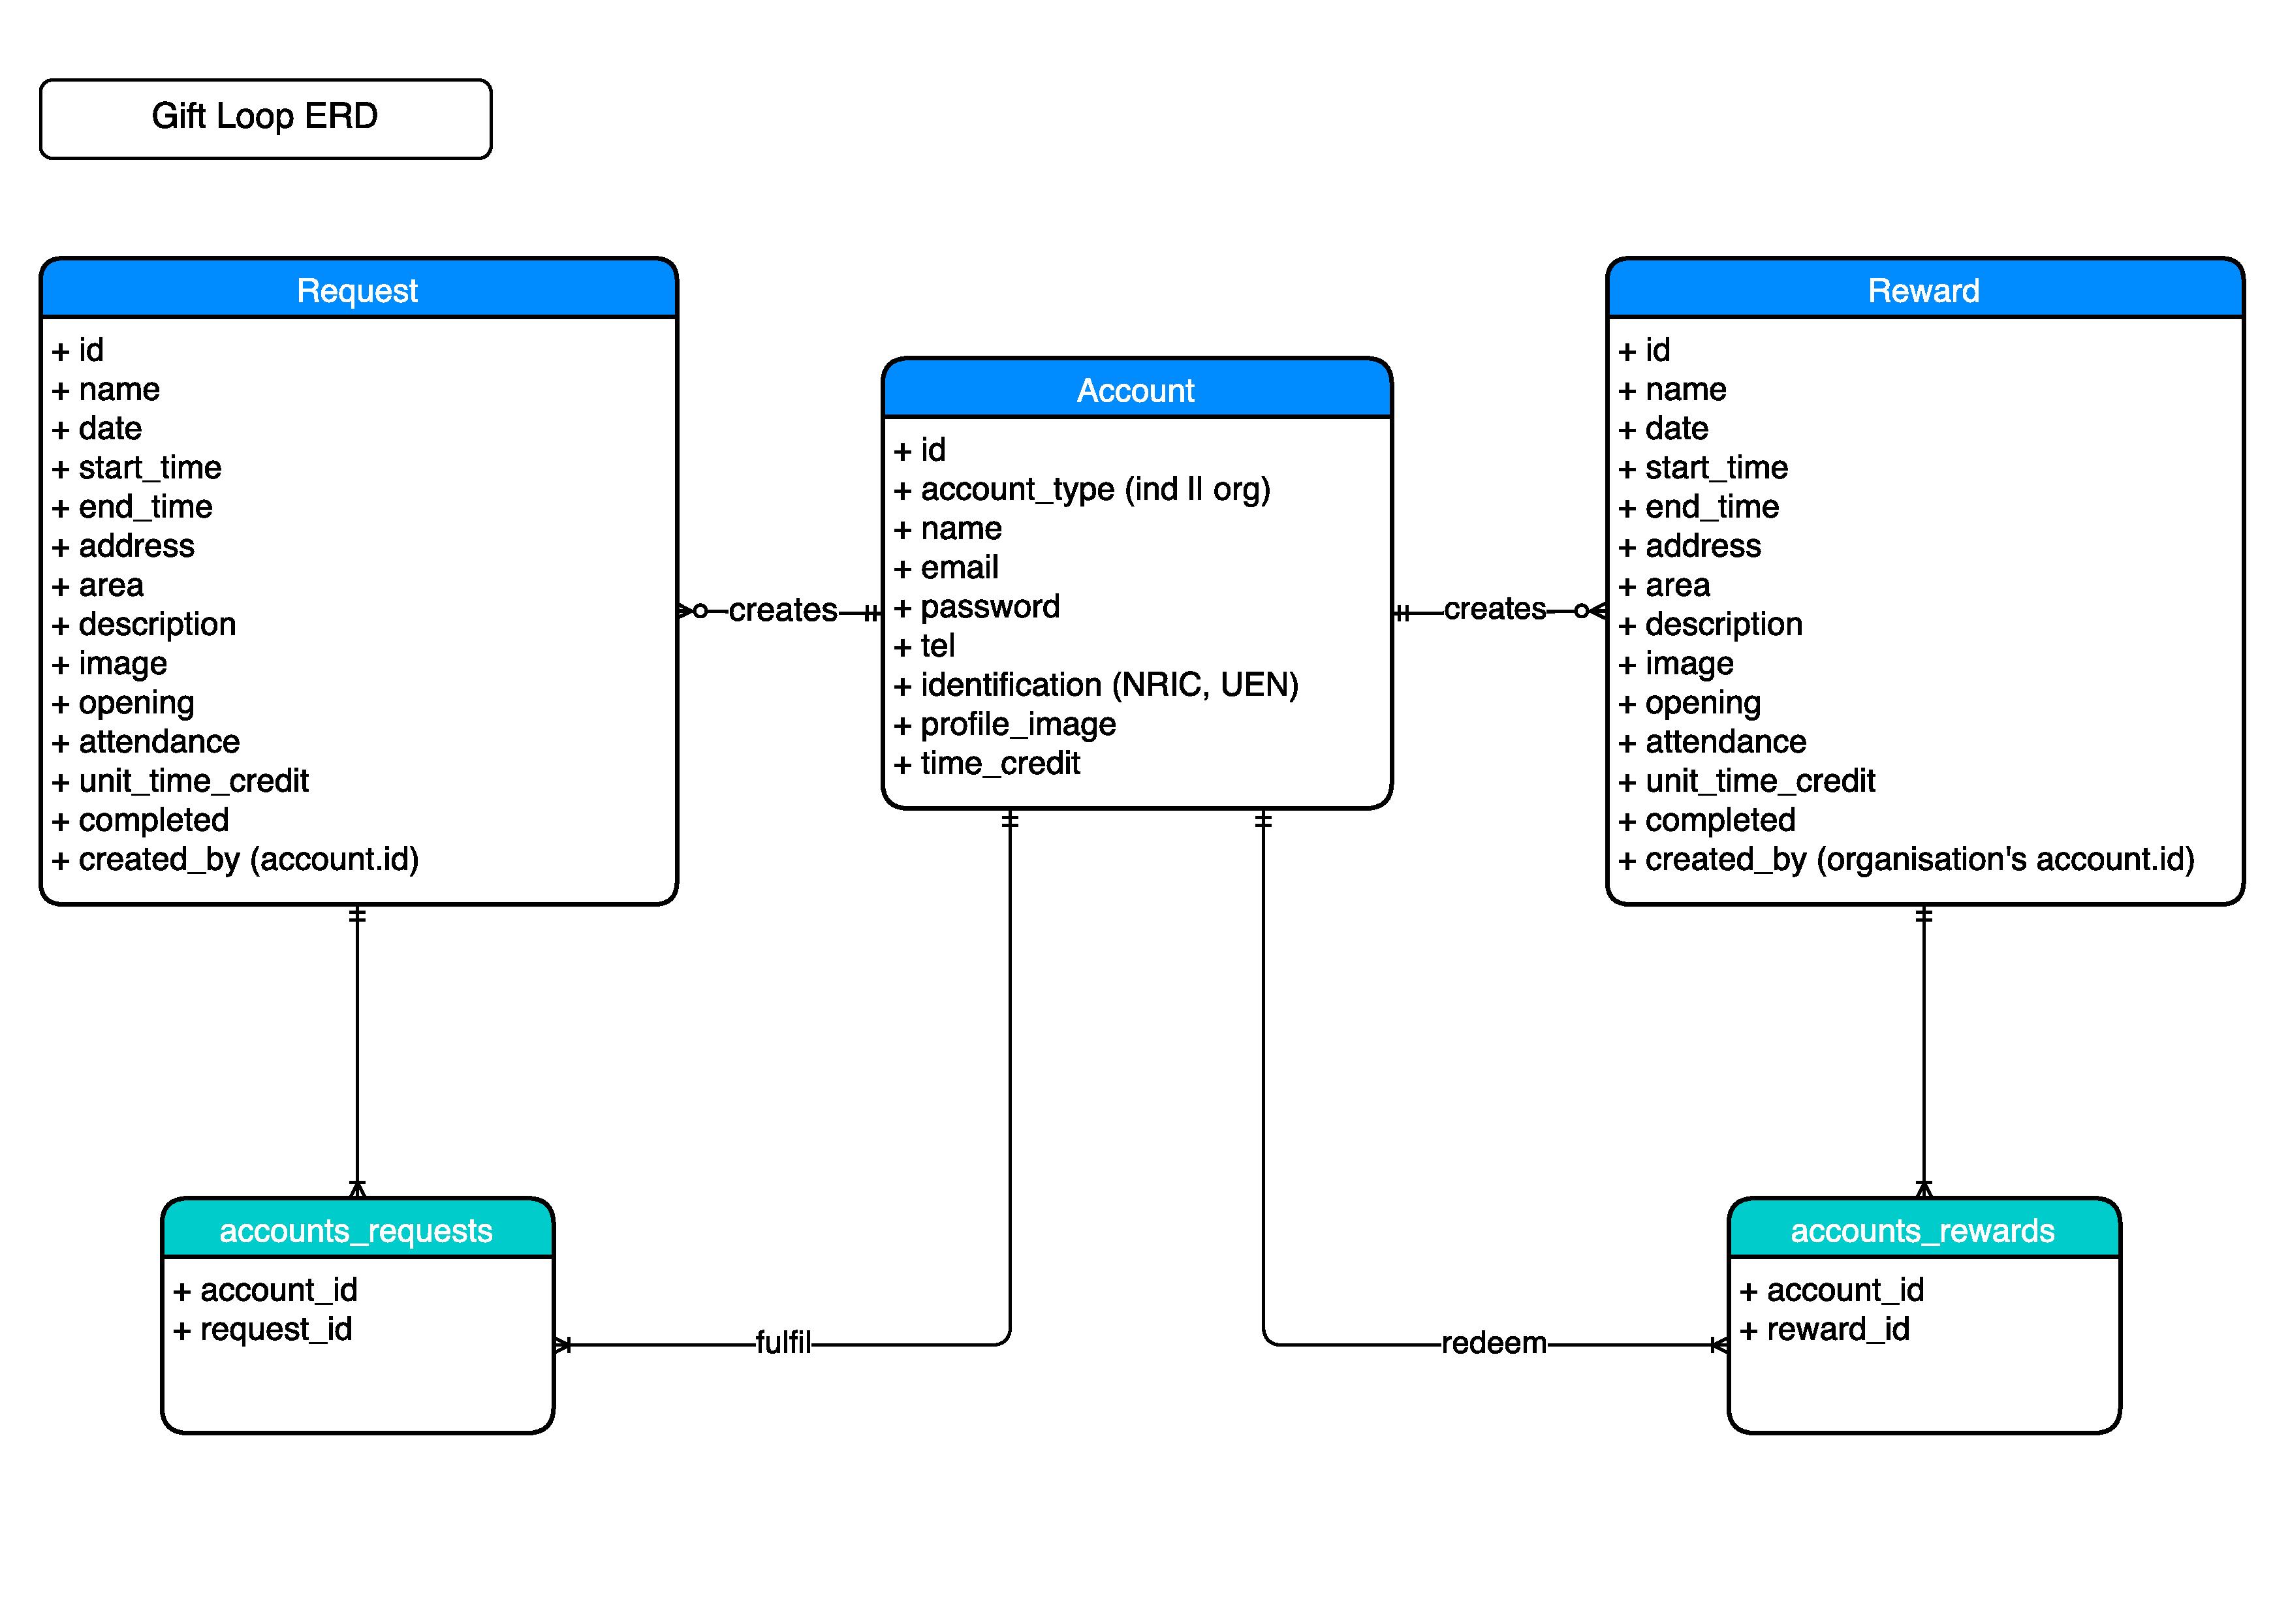 Gift Loop ERD
Request
+ id
+ name
+ date
+ start_time
+ end_time
+ address
+ area
+ description
+ image
+ opening
+ attendance
+ unit_time_credit
+ completed
+ created_by (account.id)
creates
Account
+ id
+ account_type (ind || org)
+ name
+ email
+ password
+ tel
+ identification (NRIC, UEN)
+ profile_image
+ time_credit
creates
Reward
+ id
+ name
+ date
+ start_time
+ end_time
+ address
+ area
+ description
+ image
+ opening
+ attendance
+ unit_time_credit
+ completed
+ created_by (organisation's account.id)
accounts_requests
+ account_id
+ request_id
fulfil
redeem
accounts_rewards
+ account_id
+ reward_id